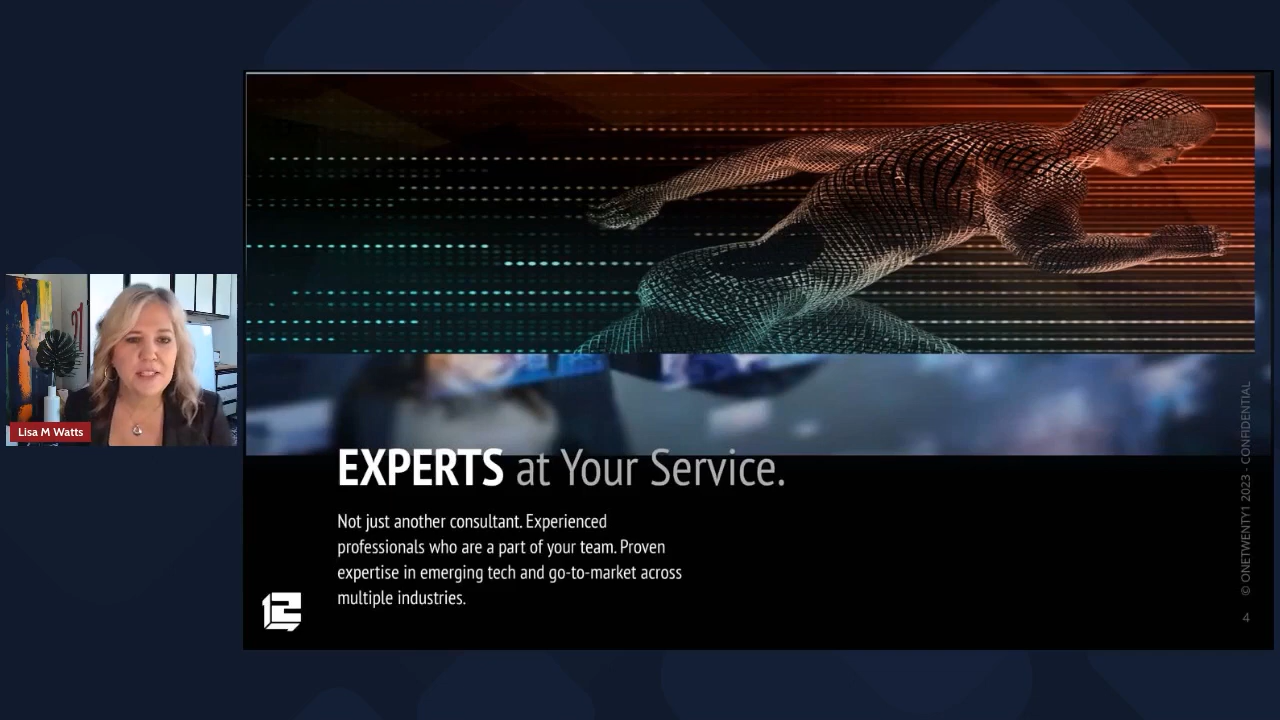 Lisa M Watts
EXPERTS at Your Service.
Not just another consultant. Experienced
professionals who are a part of your team. Proven
expertise in emerging tech and go-to-market across
multiple industries.
© ONETWENTY1 2023 - CONFIDENTIAL
4